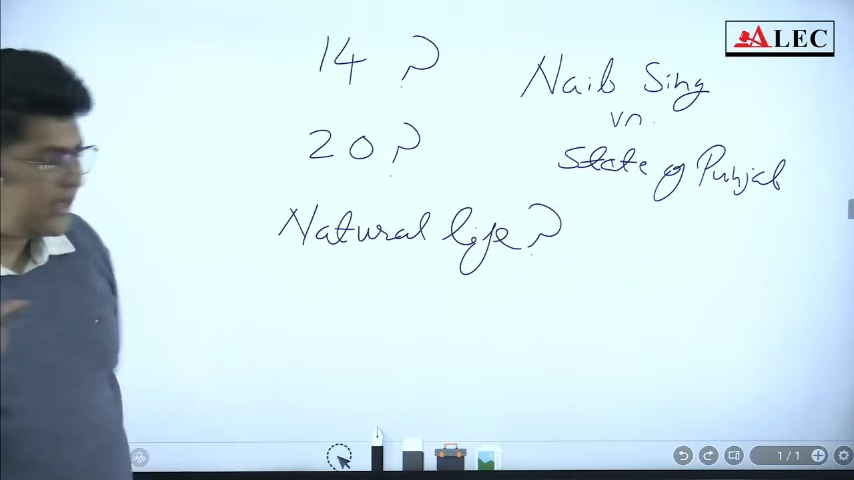 ALEC
14 ?
20 ?
Natural life?
Naib Sing
vn.
State of Punjab
1/1